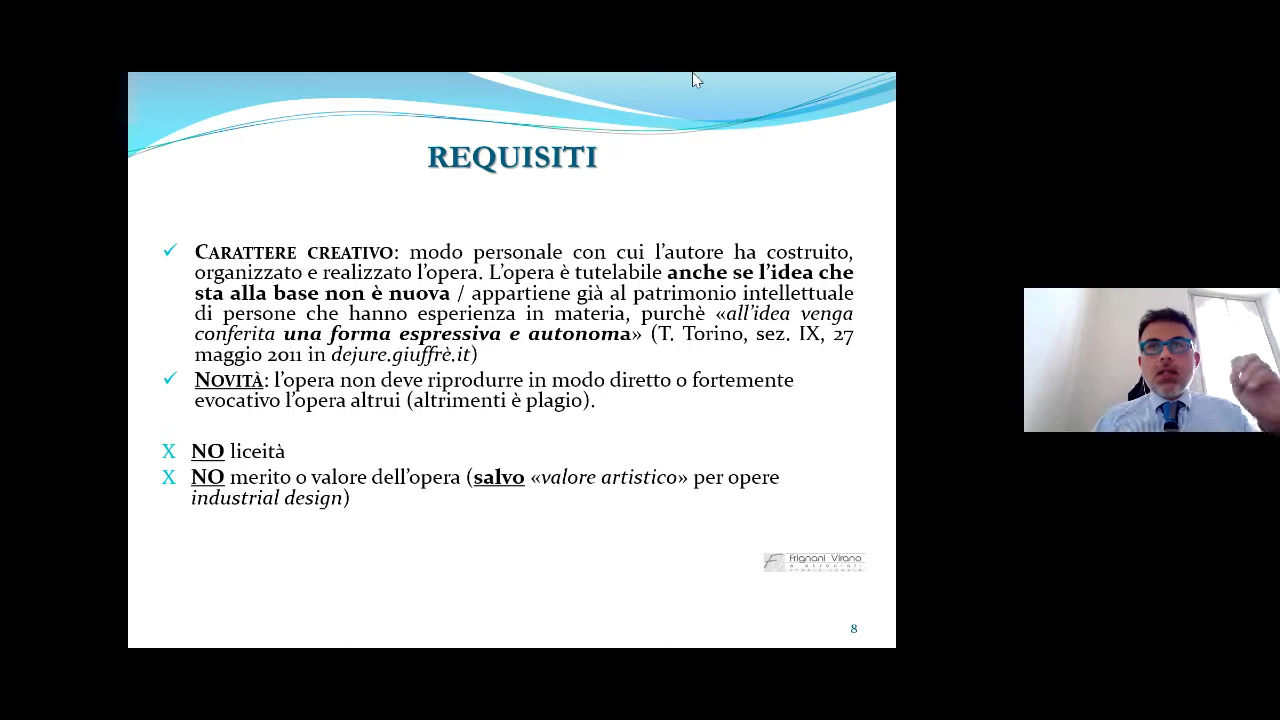 REQUISITI
✓ CARATTERE CREATIVO: modo personale con cui l'autore ha costruito,
organizzato e realizzato l'opera. L'opera è tutelabile anche se l'idea che
sta alla base non è nuova / appartiene già al patrimonio intellettuale
di persone che hanno esperienza in materia, purchè «all'idea venga
conferita una forma espressiva e autonoma» (T. Torino, sez. IX, 27
maggio 2011 in dejure.giuffrè.it)
✓ NOVITÀ: l'opera non deve riprodurre in modo diretto o fortemente
evocativo l'opera altrui (altrimenti è plagio).
X NO liceità
X NO merito o valore dell'opera (salvo «valore artistico» per opere
industrial design)
Frignani Virano
e associati
8